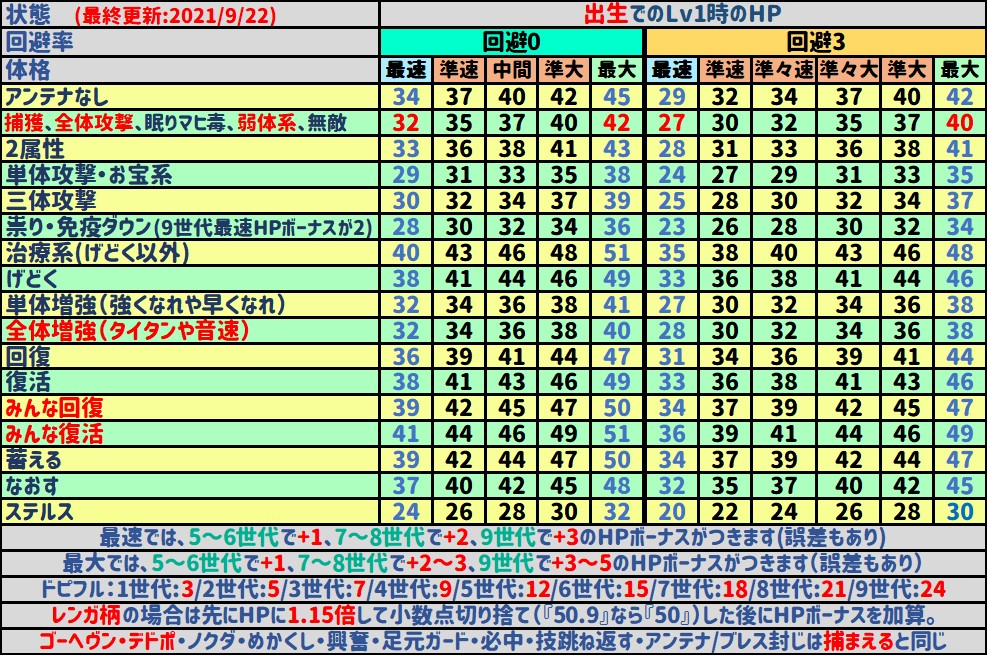 状態 (最終更新:2021/9/22) 出生でのLv1時のHP
回避率 回避0 回避3
体格 最速 準速 中間 準大 最大 最速 準速 準々速 準々大 準大 最大
アンテナなし 34 37 40 42 45 29 32 34 37 40 42
捕獲、全体攻撃、眠りマヒ毒、弱体系、無敵 32 35 37 40 42 27 30 32 35 37 40
2属性 33 36 38 41 43 28 31 33 36 38 41
単体攻撃・お宝系 29 31 33 35 38 24 27 29 31 33 35
三体攻撃 30 32 34 37 39 25 28 30 32 34 37
祟り・免疫ダウン(9世代最速HPボーナスが2) 28 30 32 34 36 23 26 28 30 32 34
治療系(げどく以外) 40 43 46 48 51 35 38 40 43 46 48
げどく 38 41 44 46 49 33 36 38 41 44 46
単体増強(強くなれや早くなれ) 32 34 36 38 41 27 30 32 34 36 38
全体増強(タイタンや音速) 32 34 36 38 40 28 30 32 34 36 38
回復 36 39 41 44 47 31 34 36 39 41 44
復活 38 41 43 46 49 33 36 38 41 43 46
みんな回復 39 42 45 47 50 34 37 39 42 45 47
みんな復活 41 44 46 49 51 36 39 41 44 46 49
蓄える 39 42 44 47 50 34 37 39 42 44 47
なおす 37 40 42 45 48 32 35 37 40 42 45
ステルス 24 26 28 30 32 20 22 24 26 28 30
最速では、5～6世代で+1、7～8世代で+2、9世代で+3のHPボーナスがつきます(誤差もあり)
最大では、5～6世代で+1、7～8世代で+2～3、9世代で+3～5のHPボーナスがつきます(誤差もあり)
ドピフル:1世代:3/2世代:5/3世代:7/4世代:9/5世代:12/6世代:15/7世代:18/8世代:21/9世代:24
レンガ柄の場合は先にHPに1.15倍して小数点切り捨て(『50.9』なら『50』)した後にHPボーナスを加算。
ゴーヘヴン・テドポ・ノクダ・めかくし・興奮・足元ガード・必中・技跳ね返す・アンテナ/ブレス封じは捕まえると同じ